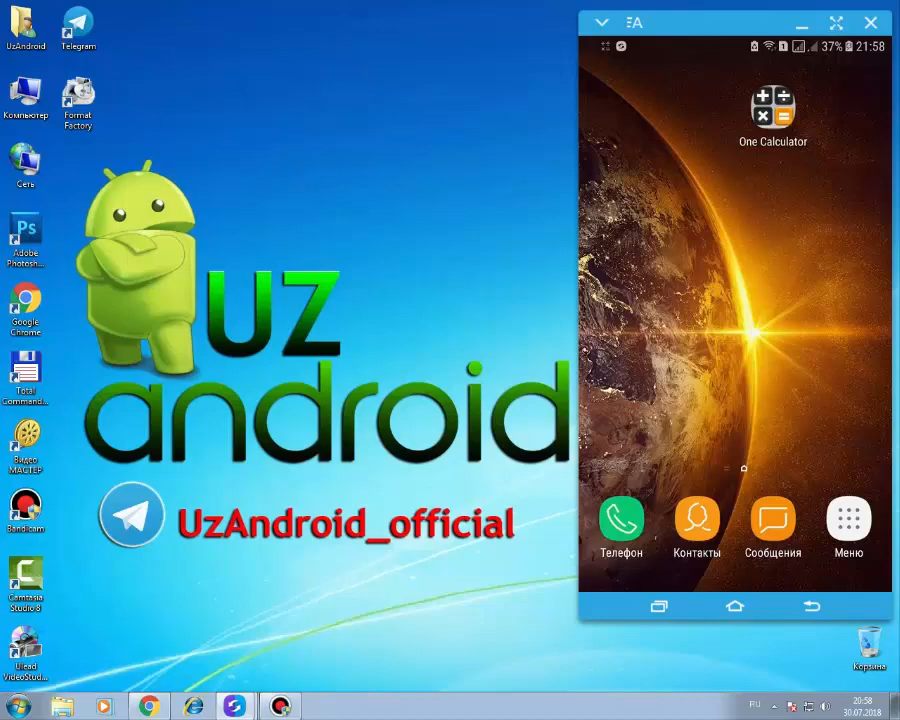 UzAndroid
Telegram
Компьютер
Format
Factory
Сеть
Ps
Adobe
Photosh...
Google
Chrome
Total
Command...
Видео
МАСТЕР
Bandicam
Camtasia
Studio 8
Ulead
VideoStud...
UZ
android
UzAndroid_official
37% 21:58
One Calculator
Телефон
Контакты
Сообщения
Меню
Корзина
RU
20:58
30.07.2018